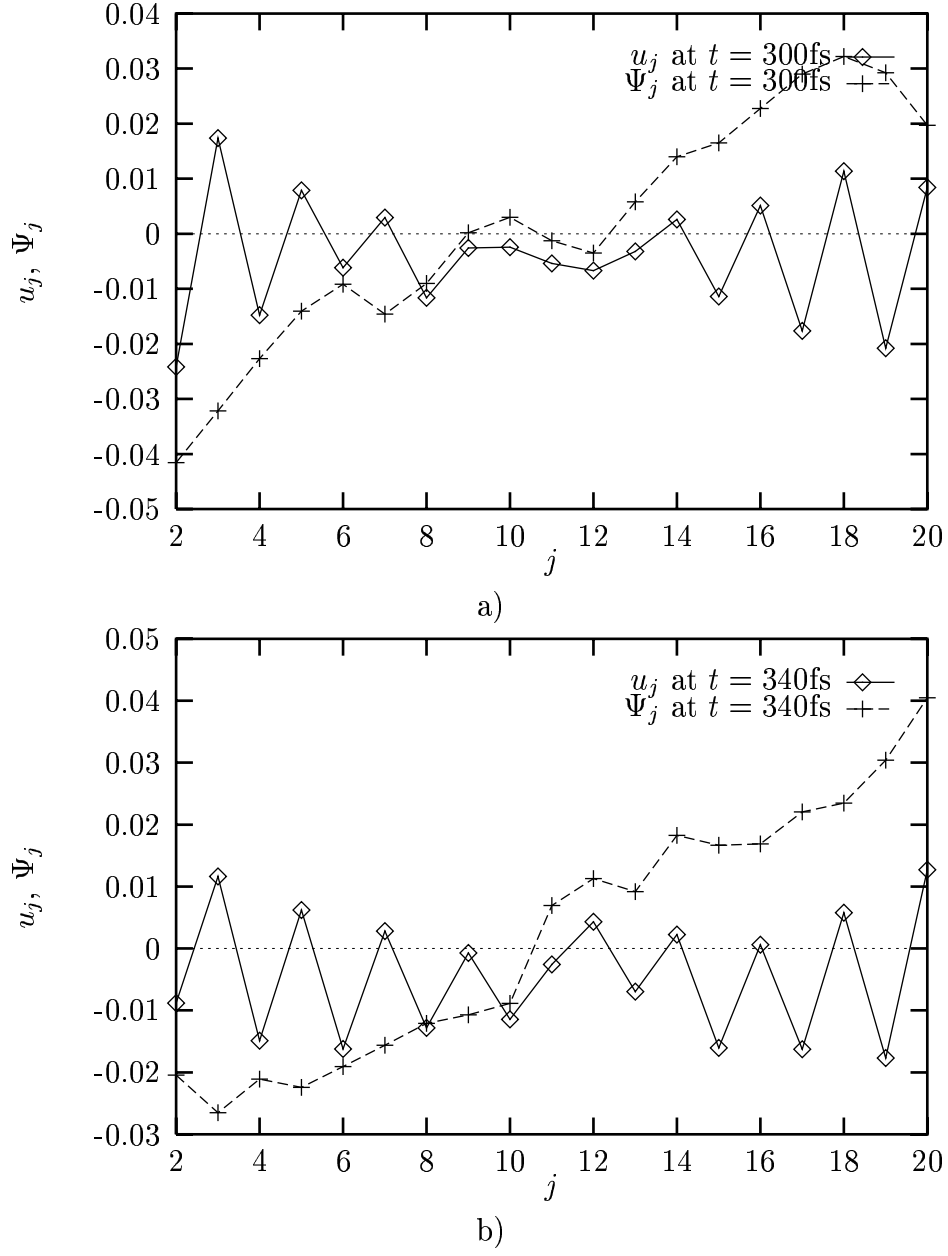 0.04
0.03
0.02
0.01
0
-0.01
-0.02
-0.03
-0.04
-0.05
u_j, Ψ_j
u_j at t = 300fs
Ψ_j at t = 300fs
2 4 6 8 10 12 14 16 18 20
j
a)
0.05
0.04
0.03
0.02
0.01
0
-0.01
-0.02
-0.03
u_j, Ψ_j
u_j at t = 340fs
Ψ_j at t = 340fs
2 4 6 8 10 12 14 16 18 20
j
b)